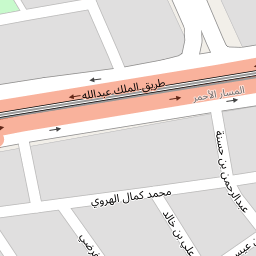 طريق الملك عبدالله
المسار الأحمر
عبدالرحمن بن حسنة
محمد كمال الهروي
علي بن خالد